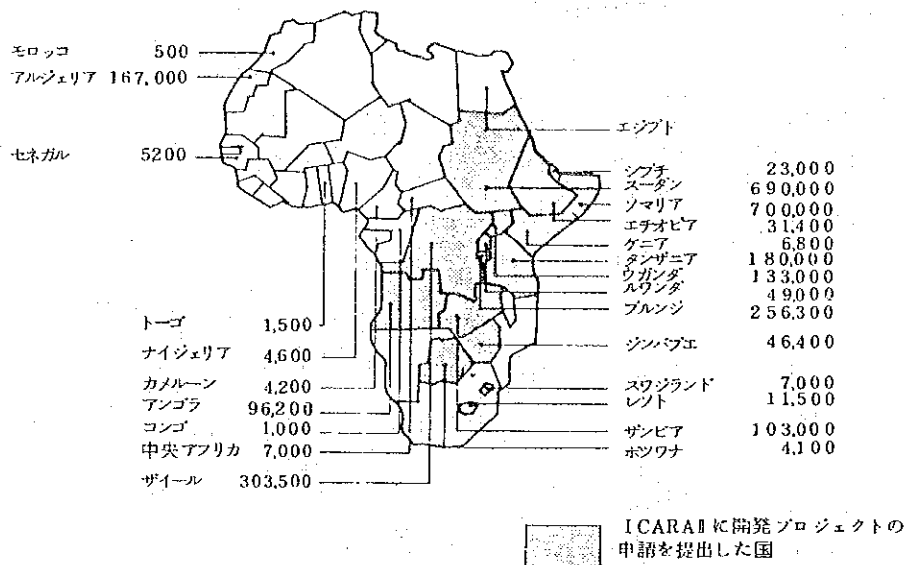 モロッコ 500
アルジェリア 167,000
セネガル 5200
トーゴ 1,500
ナイジェリア 4,600
カメルーン 4,200
アンゴラ 96,200
コンゴ 1,000
中央アフリカ 7,000
ザイール 303,500
エジプト
ジプチ 23,000
スーダン 690,000
ソマリア 700,000
エチオピア 31,400
ケニア 6,800
タンザニア 180,000
ウガンダ 133,000
ルワンダ 49,000
ブルンジ 256,300
ジンバブエ 46,400
スワジランド 7,000
レソト 11,500
ザンビア 103,000
ボツワナ 4,100
ICARAⅡに開発プロジェクトの
申請を提出した国